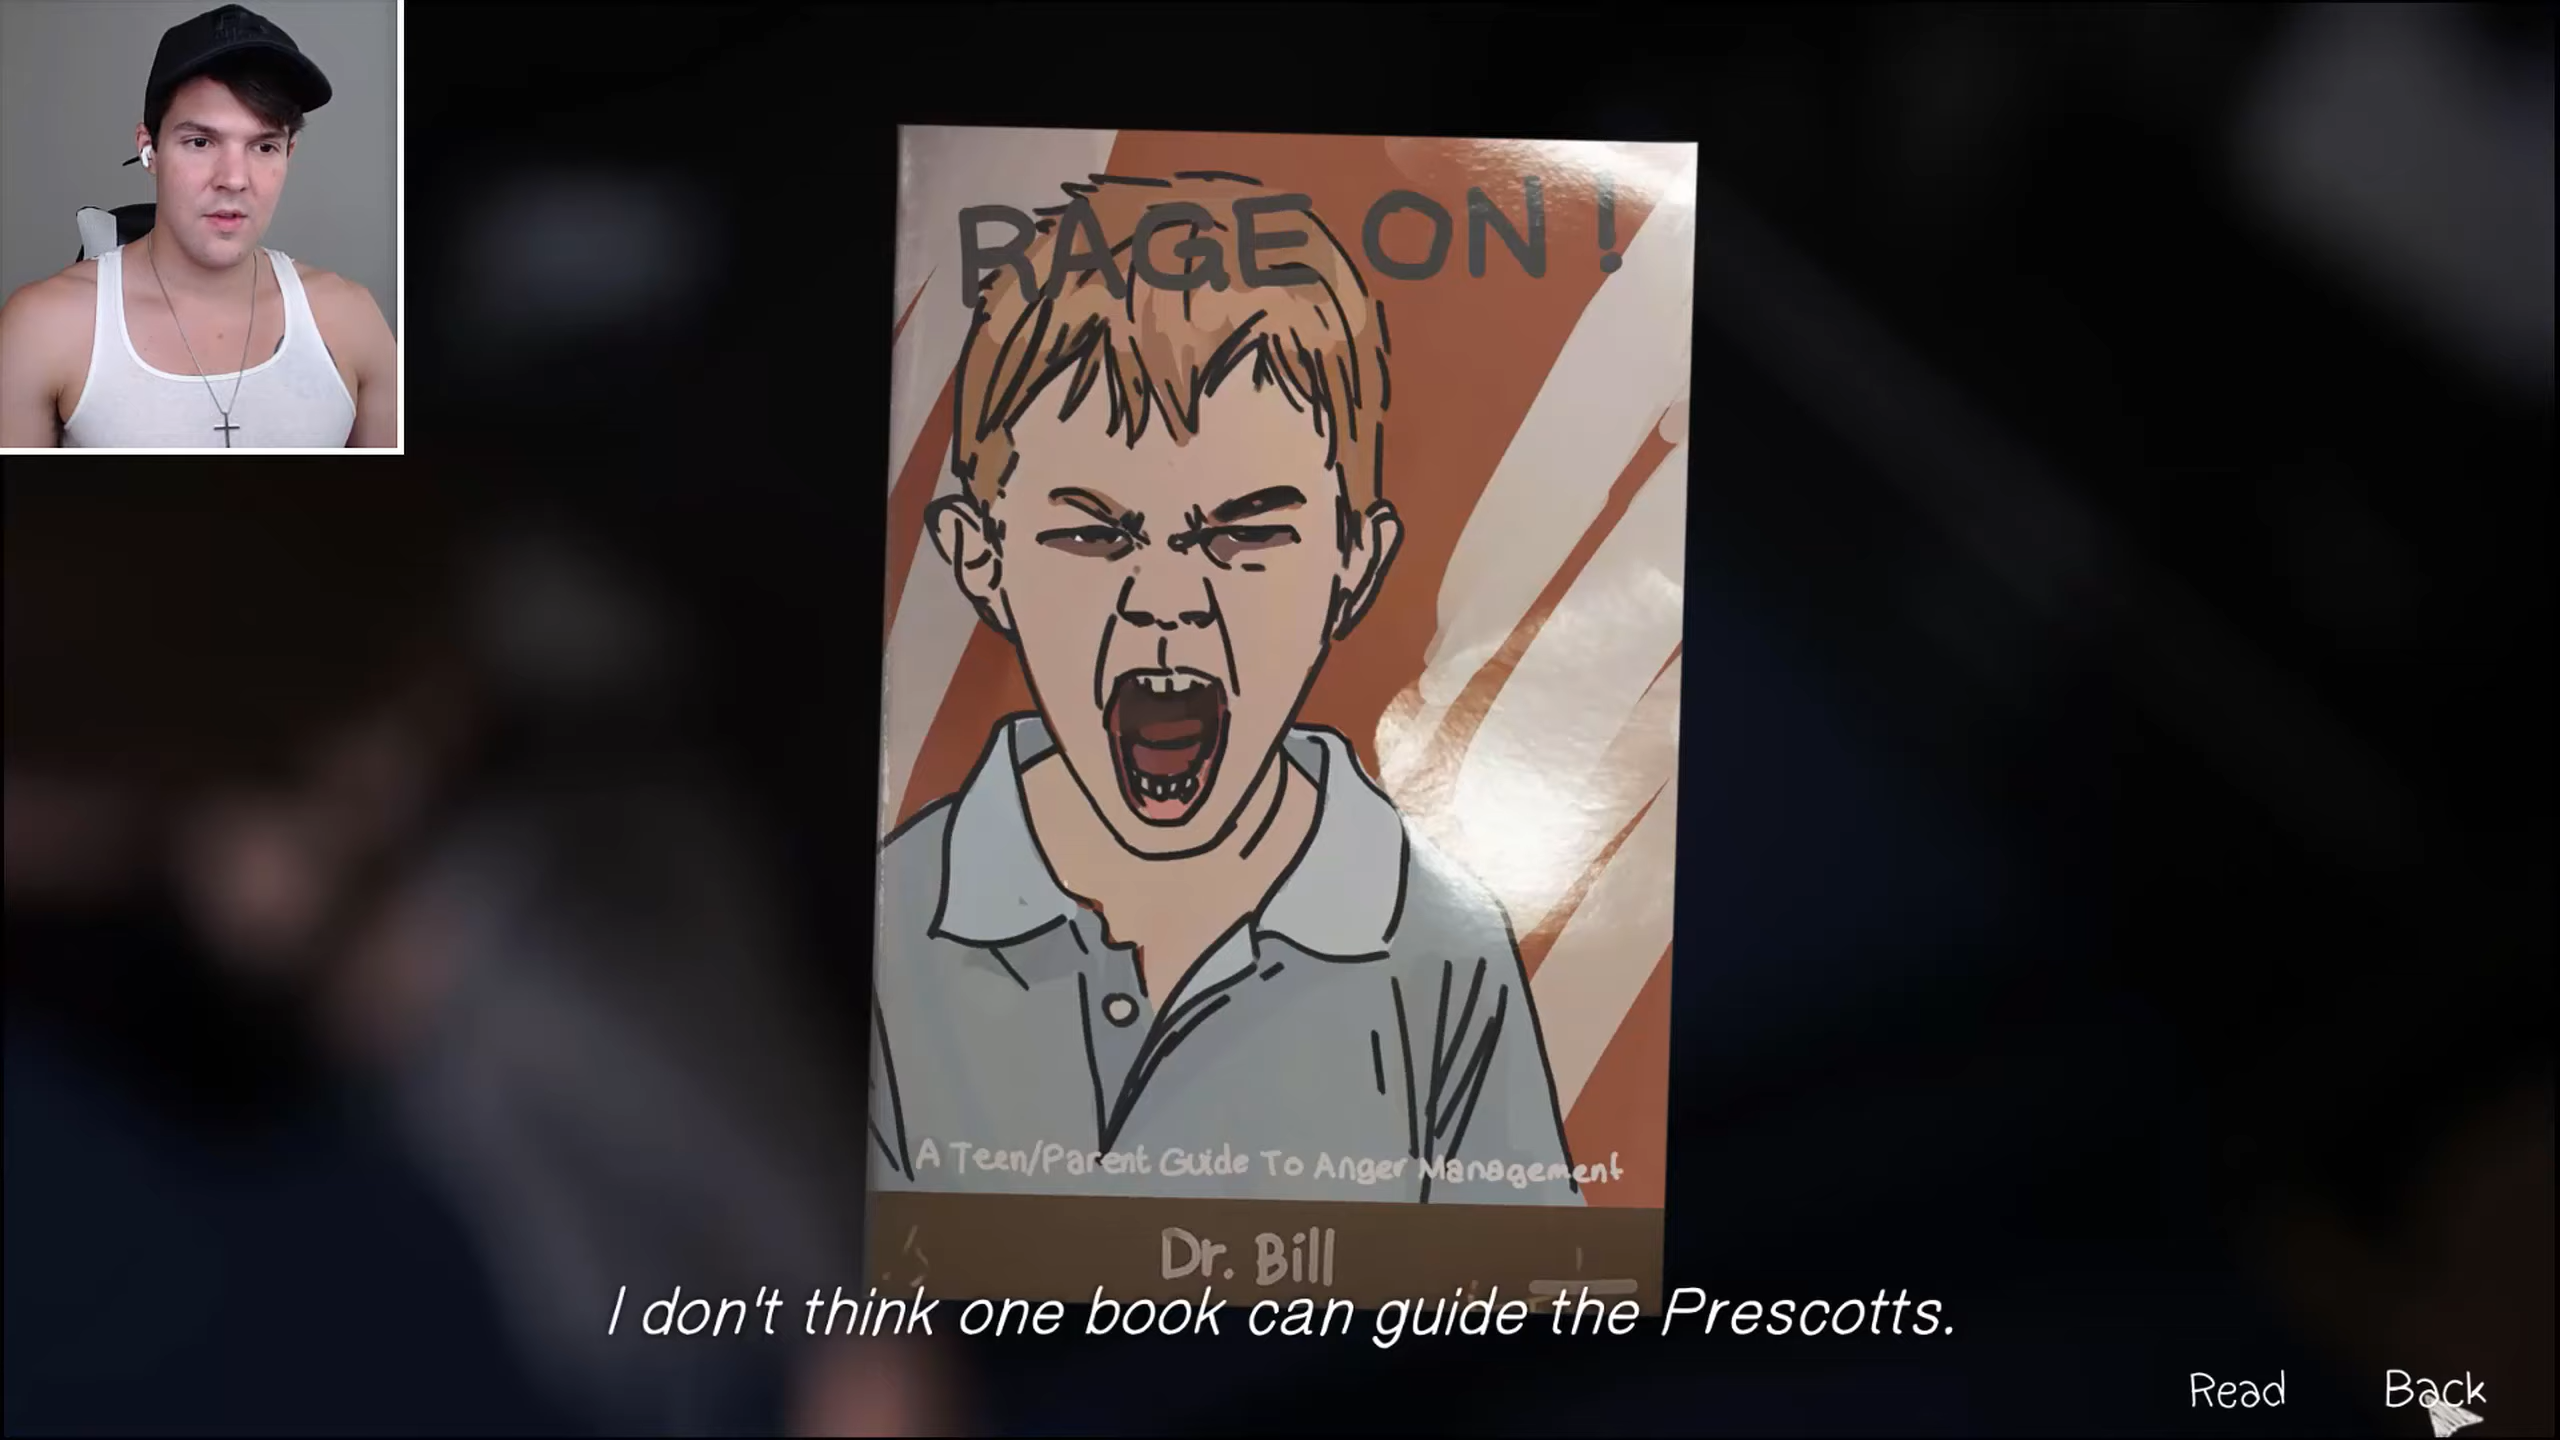 RAGE ON!
A Teen/Parent Guide To Anger Management
Dr. Bill
I don't think one book can guide the Prescotts.
Read
Back